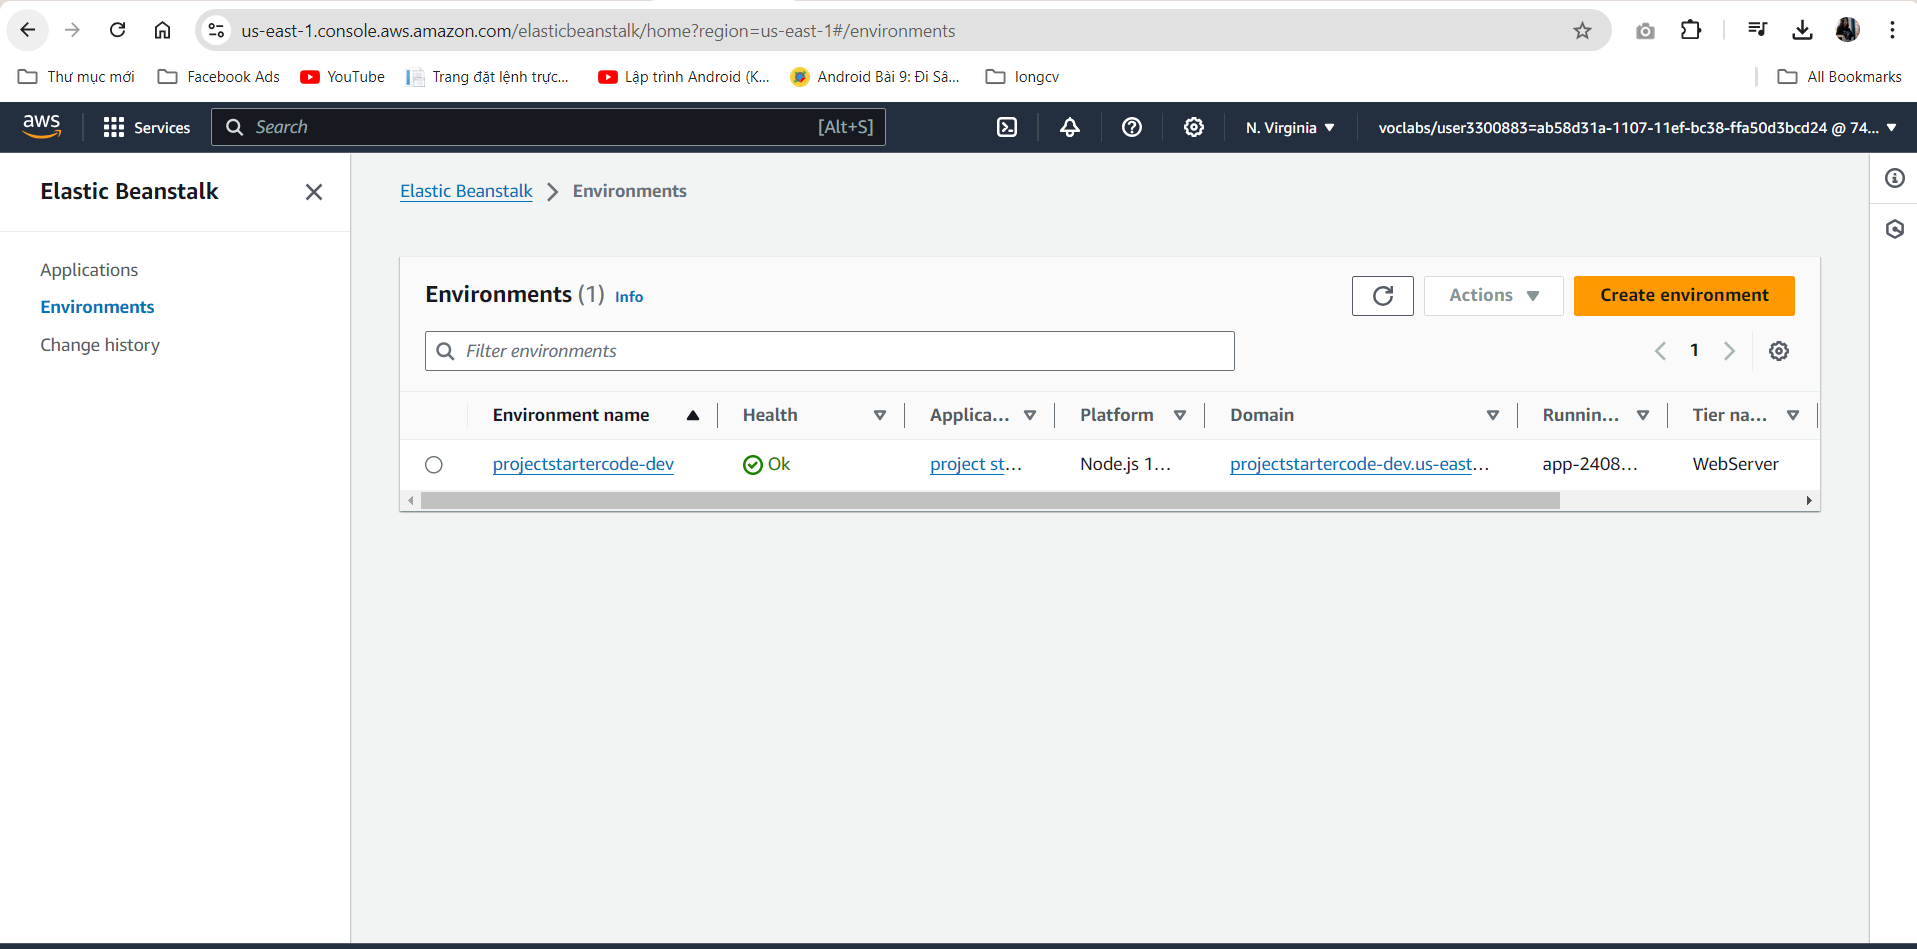 us-east-1.console.aws.amazon.com/elasticbeanstalk/home?region=us-east-1#/environments
Thư mục mới Facebook Ads YouTube Trang đặt lệnh trực... Lập trình Android (K... Android Bài 9: Đi Sâ... longcv All Bookmarks
aws Services Search [Alt+S] N. Virginia voclabs/user3300883=ab58d31a-1107-11ef-bc38-ffa50d3bcd24 @ 74...
Elastic Beanstalk
Applications
Environments
Change history
Elastic Beanstalk Environments
Environments (1) Info Actions Create environment
Filter environments 1
Environment name Health Applica... Platform Domain Runnin... Tier na...
projectstartercode-dev Ok project st... Node.js 1... projectstartercode-dev.us-east... app-2408... WebServer